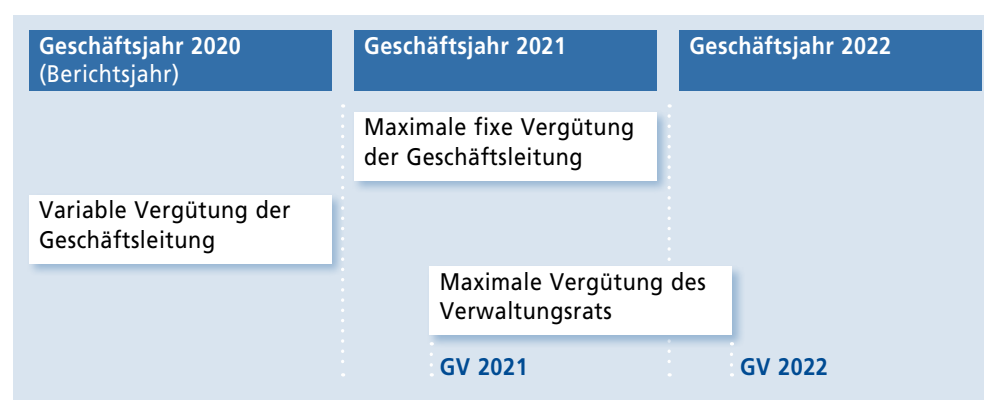 Geschäftsjahr 2020
(Berichtsjahr)
Geschäftsjahr 2021
Geschäftsjahr 2022
Maximale fixe Vergütung
der Geschäftsleitung
Variable Vergütung der
Geschäftsleitung
Maximale Vergütung des
Verwaltungsrats
GV 2021
GV 2022